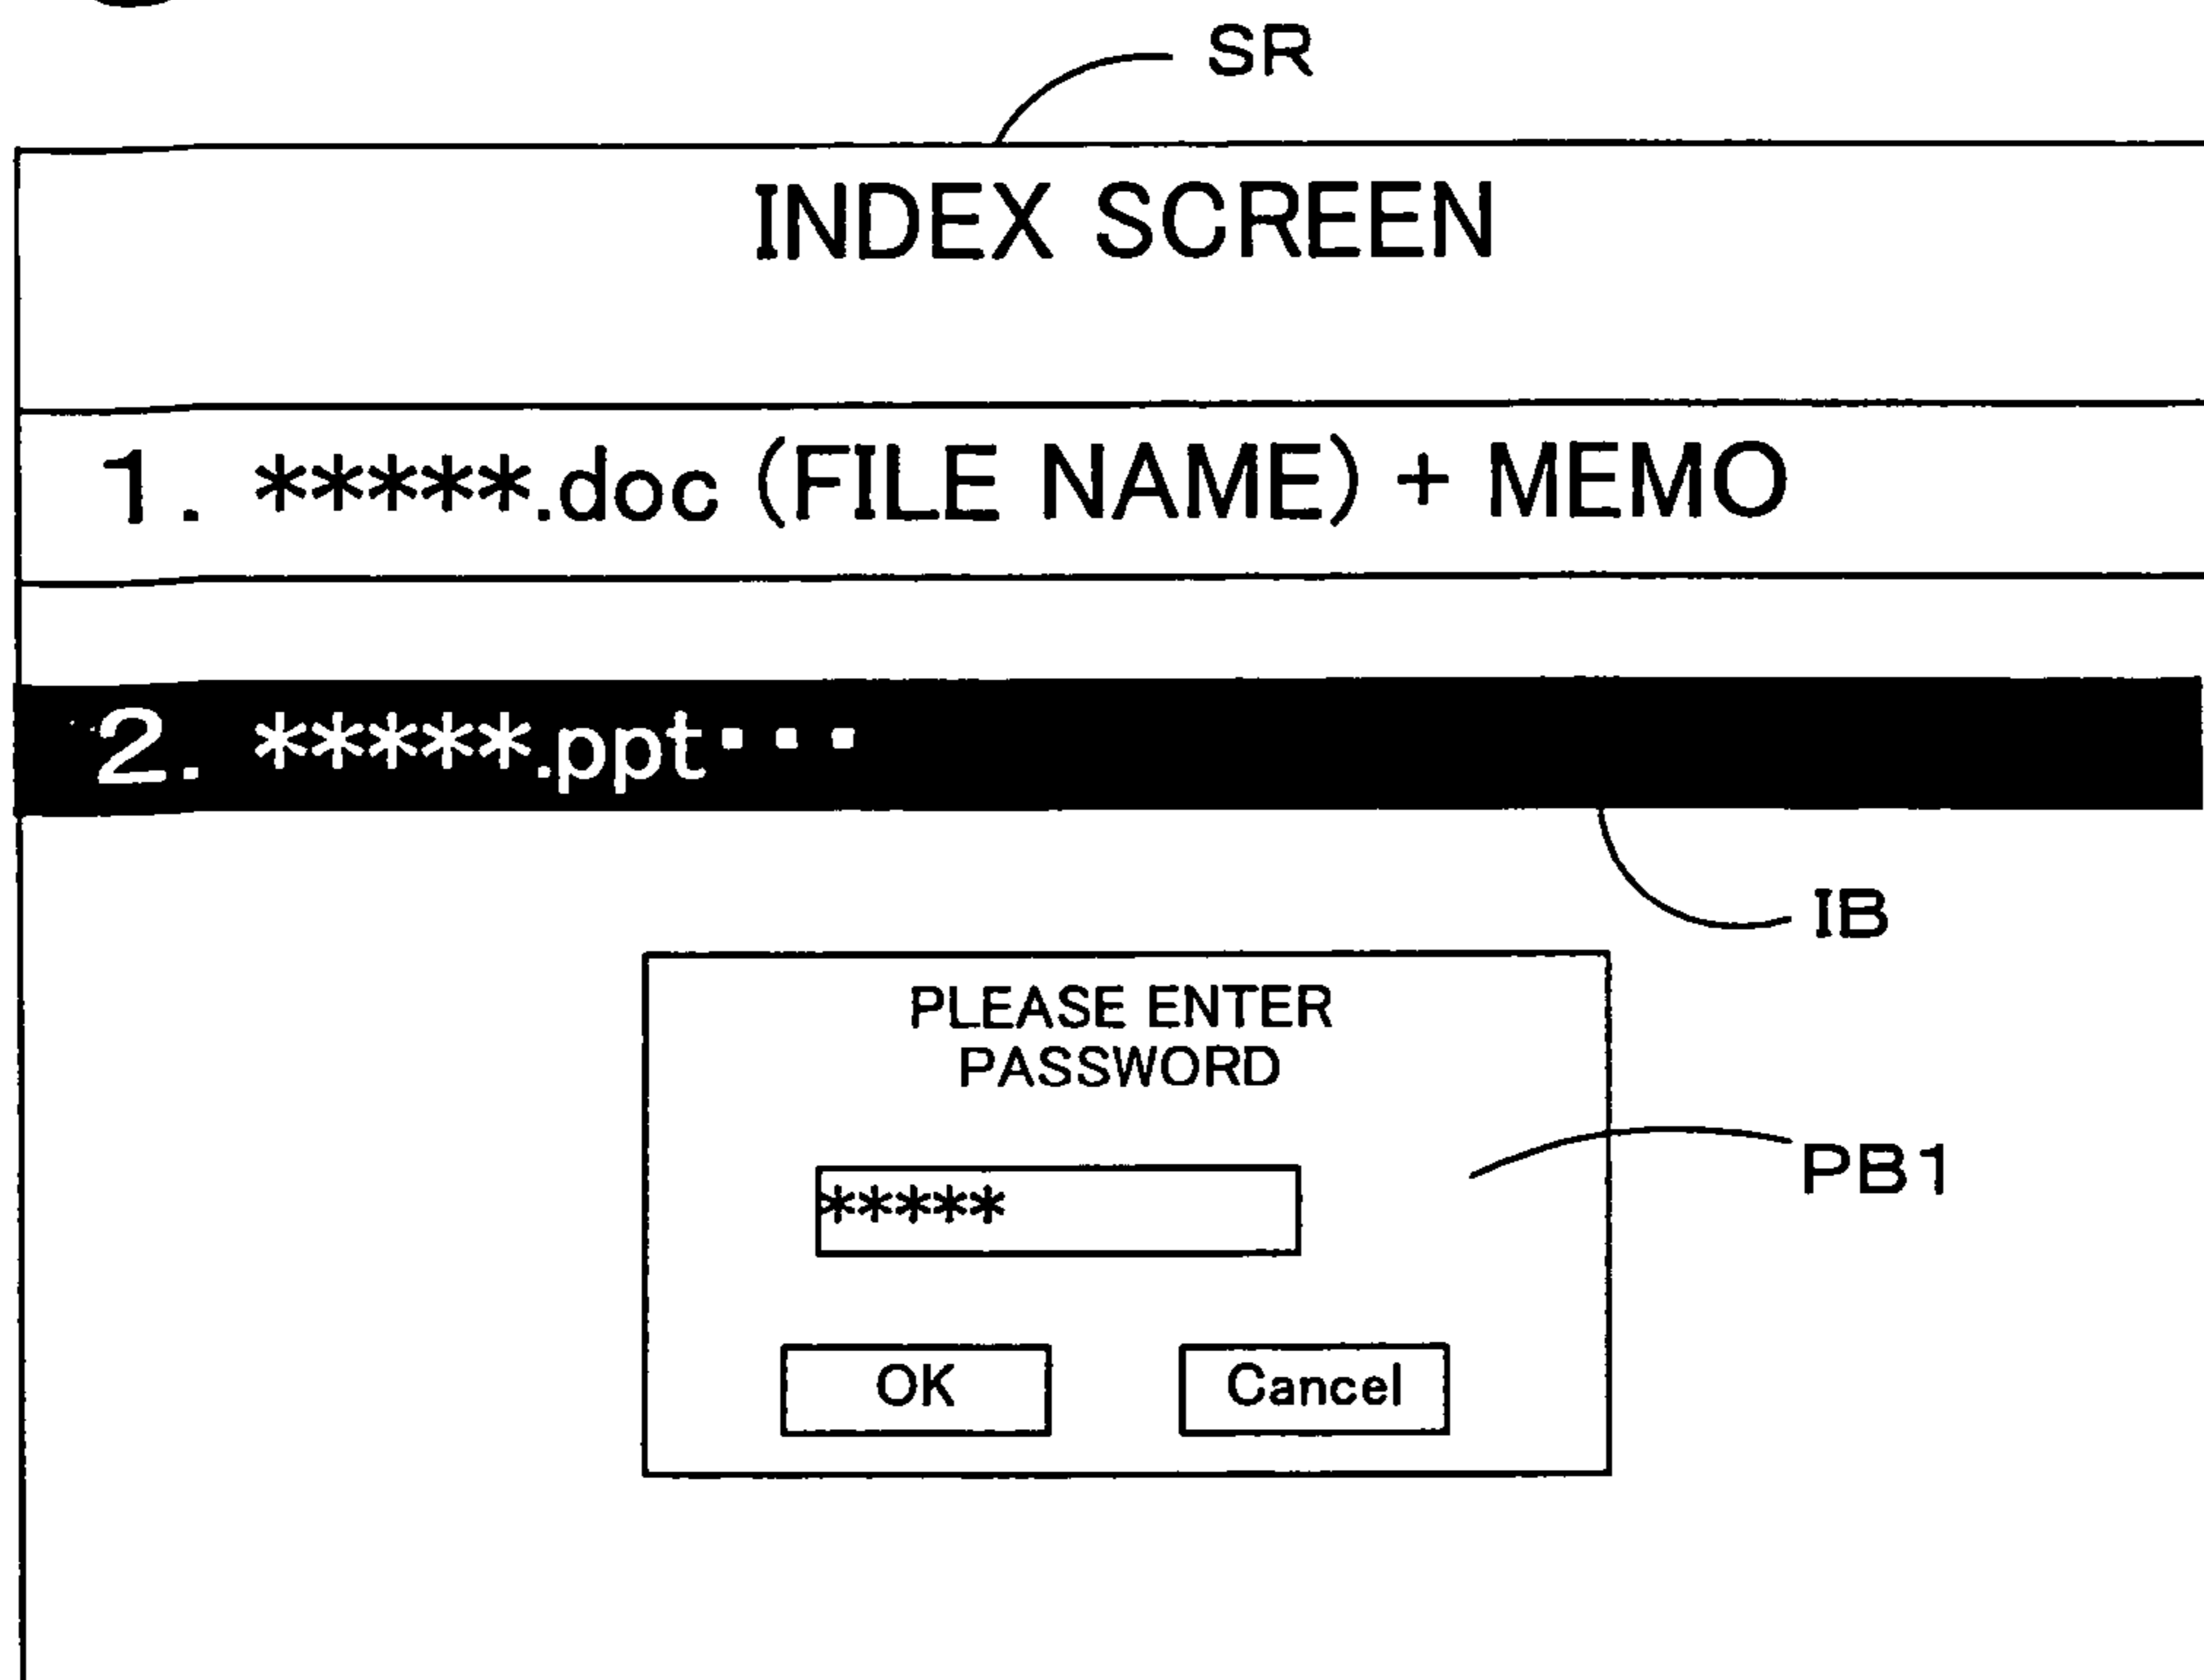 SR
INDEX SCREEN
1. *****.doc (FILE NAME) + MEMO
2. *****.ppt･･･
IB
PLEASE ENTER
PASSWORD
PB1
*****
OK Cancel